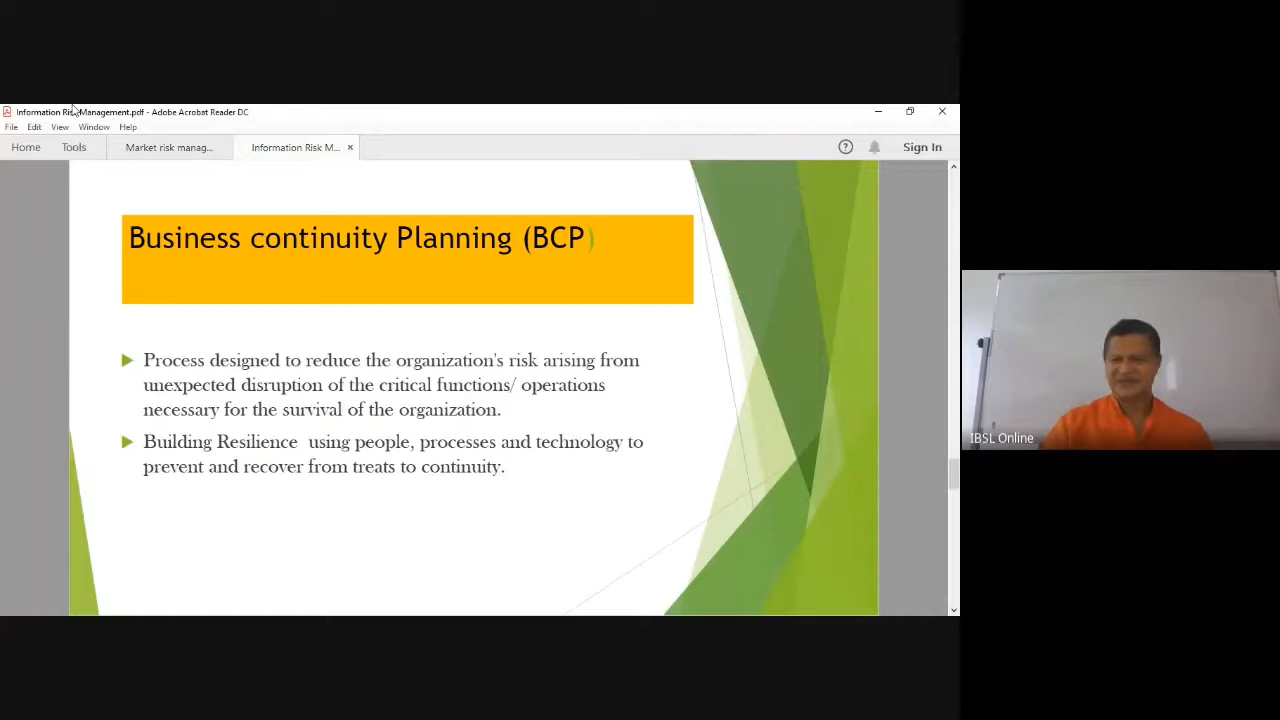 Information Risk Management.pdf - Adobe Acrobat Reader DC
File Edit View Window Help
Home Tools Market risk manag... Information Risk M... × Sign In
Business continuity Planning (BCP)
Process designed to reduce the organization's risk arising from
unexpected disruption of the critical functions/ operations
necessary for the survival of the organization.
Building Resilience using people, processes and technology to
prevent and recover from treats to continuity.
IBSL Online